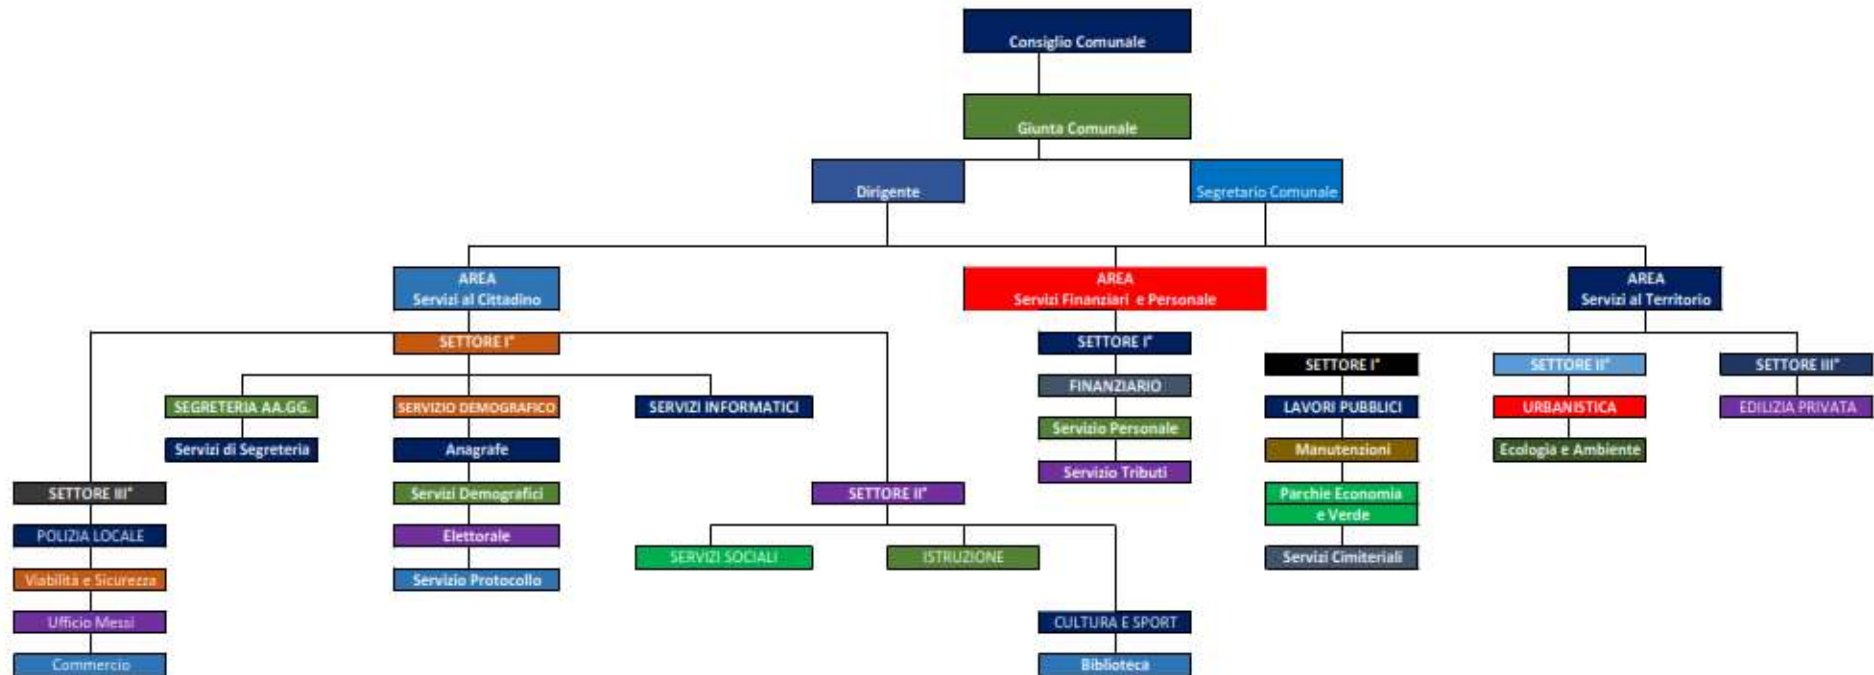 Consiglio Comunale
Giunta Comunale
Dirigente
Segretario Comunale
AREA
Servizi al Cittadino
AREA
Servizi Finanziari e Personale
AREA
Servizi al Territorio
SETTORE I°
SEGRETERIA AA.GG.
Servizi di Segreteria
SERVIZIO DEMOGRAFICO
Anagrafe
Servizi Demografici
Elettorale
Servizio Protocollo
SERVIZI INFORMATICI
SETTORE III°
POLIZIA LOCALE
Viabilità e Sicurezza
Ufficio Messi
Commercio
SETTORE II°
SERVIZI SOCIALI
ISTRUZIONE
CULTURA E SPORT
Biblioteca
SETTORE I°
FINANZIARIO
Servizio Personale
Servizio Tributi
SETTORE I°
LAVORI PUBBLICI
Manutenzioni
Parchie Economia
e Verde
Servizi Cimiteriali
SETTORE II°
URBANISTICA
Ecologia e Ambiente
SETTORE III°
EDILIZIA PRIVATA